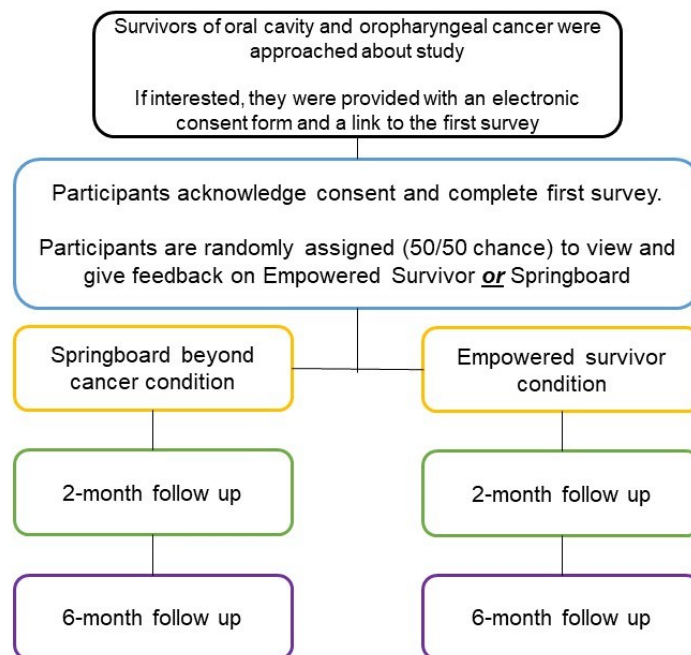 Survivors of oral cavity and oropharyngeal cancer were
approached about study
If interested, they were provided with an electronic
consent form and a link to the first survey
Participants acknowledge consent and complete first survey.
Participants are randomly assigned (50/50 chance) to view and
give feedback on Empowered Survivor or Springboard
Springboard beyond
cancer condition
Empowered survivor
condition
2-month follow up
2-month follow up
6-month follow up
6-month follow up